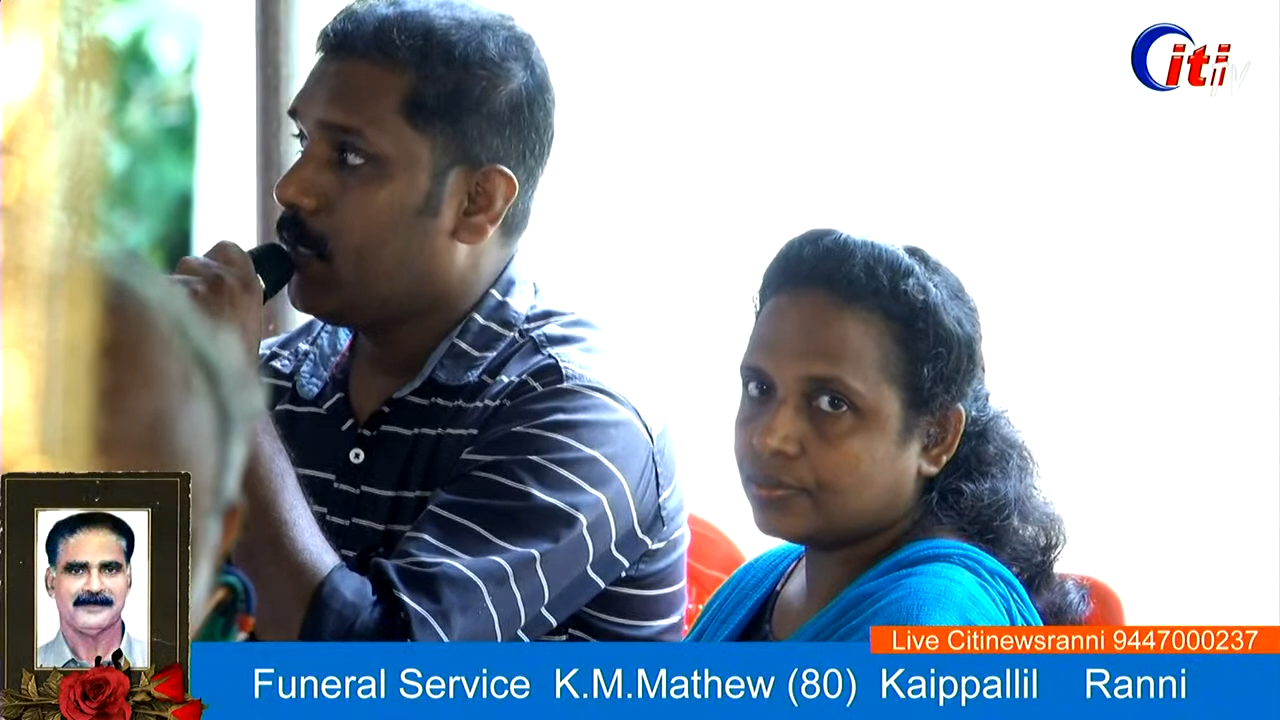 Citi TV
Live Citinewsranni 9447000237
Funeral Service K.M.Mathew (80) Kaippallil Ranni